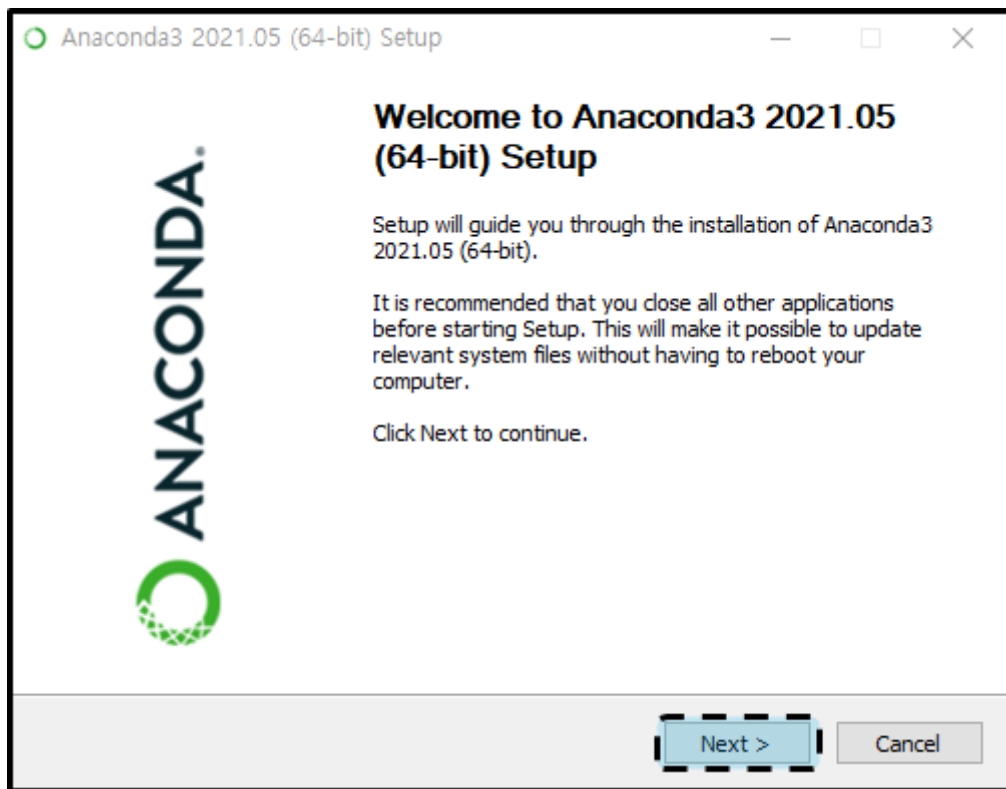 Anaconda3 2021.05 (64-bit) Setup
Welcome to Anaconda3 2021.05
(64-bit) Setup
Setup will guide you through the installation of Anaconda3
2021.05 (64-bit).
It is recommended that you close all other applications
before starting Setup. This will make it possible to update
relevant system files without having to reboot your
computer.
Click Next to continue.
ANACONDA.
Next >
Cancel